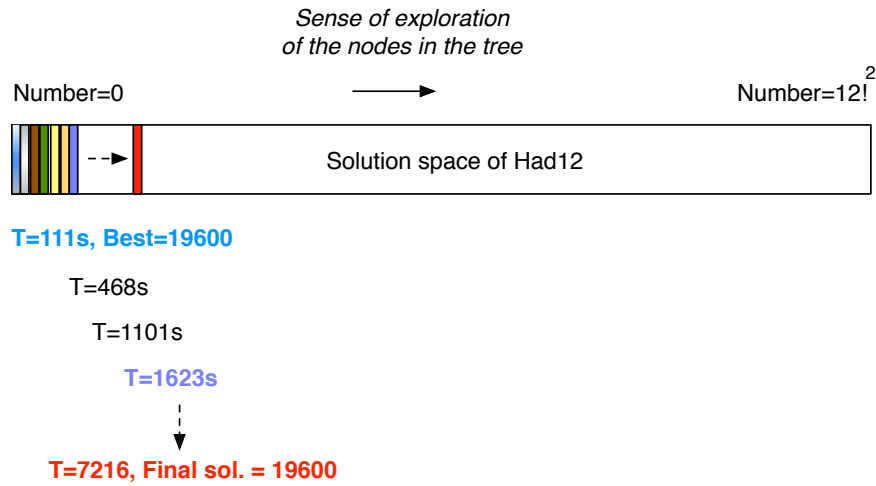 Sense of exploration
of the nodes in the tree
Number=0
Number=12!²
Solution space of Had12
T=111s, Best=19600
T=468s
T=1101s
T=1623s
T=7216, Final sol. = 19600